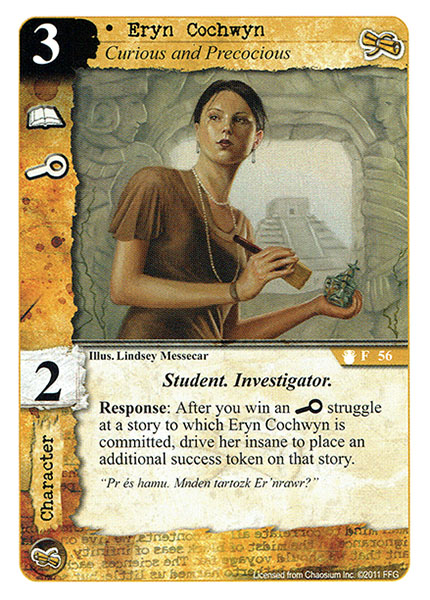 3
• Eryn Cochwyn
Curious and Precocious
Illus. Lindsey Messecar
F 56
2
Student. Investigator.
Response: After you win an struggle
at a story to which Eryn Cochwyn is
committed, drive her insane to place an
additional success token on that story.
“Pr és hamu. Mnden tartozk Er’nrawr?”
Character
Licensed from Chaosium Inc. ©2011 FFG